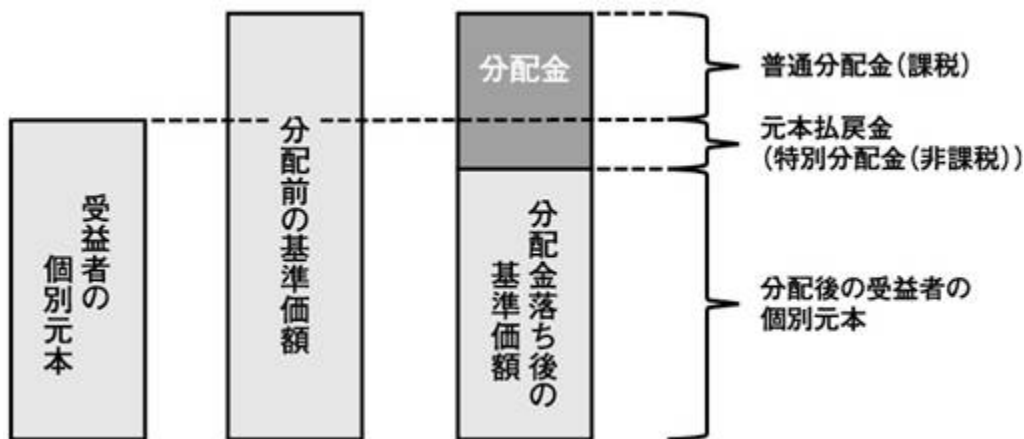 受益者の
個別元本
分配前の基準価額
分配金
分配金落ち後の
基準価額
普通分配金(課税)
元本払戻金
(特別分配金(非課税))
分配後の受益者の
個別元本